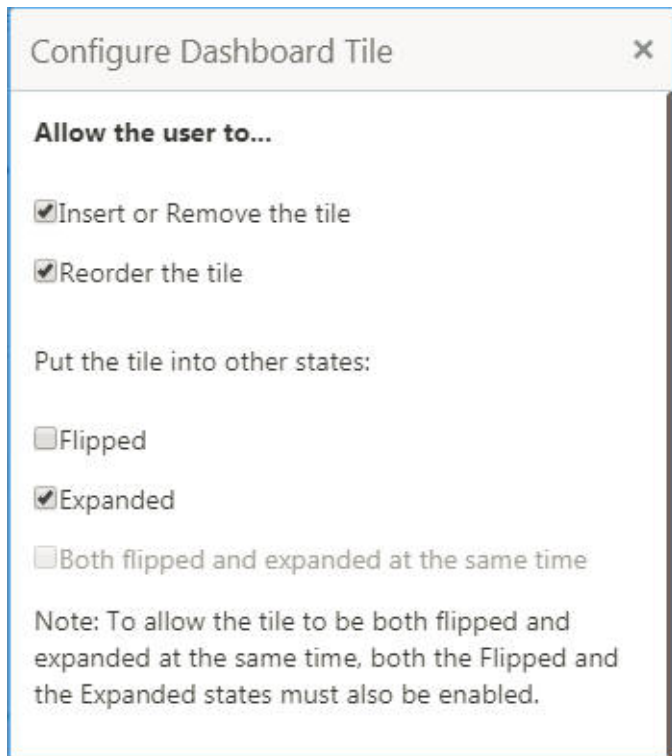 Configure Dashboard Tile
Allow the user to...
Insert or Remove the tile
Reorder the tile
Put the tile into other states:
Flipped
Expanded
Both flipped and expanded at the same time
Note: To allow the tile to be both flipped and
expanded at the same time, both the Flipped and
the Expanded states must also be enabled.